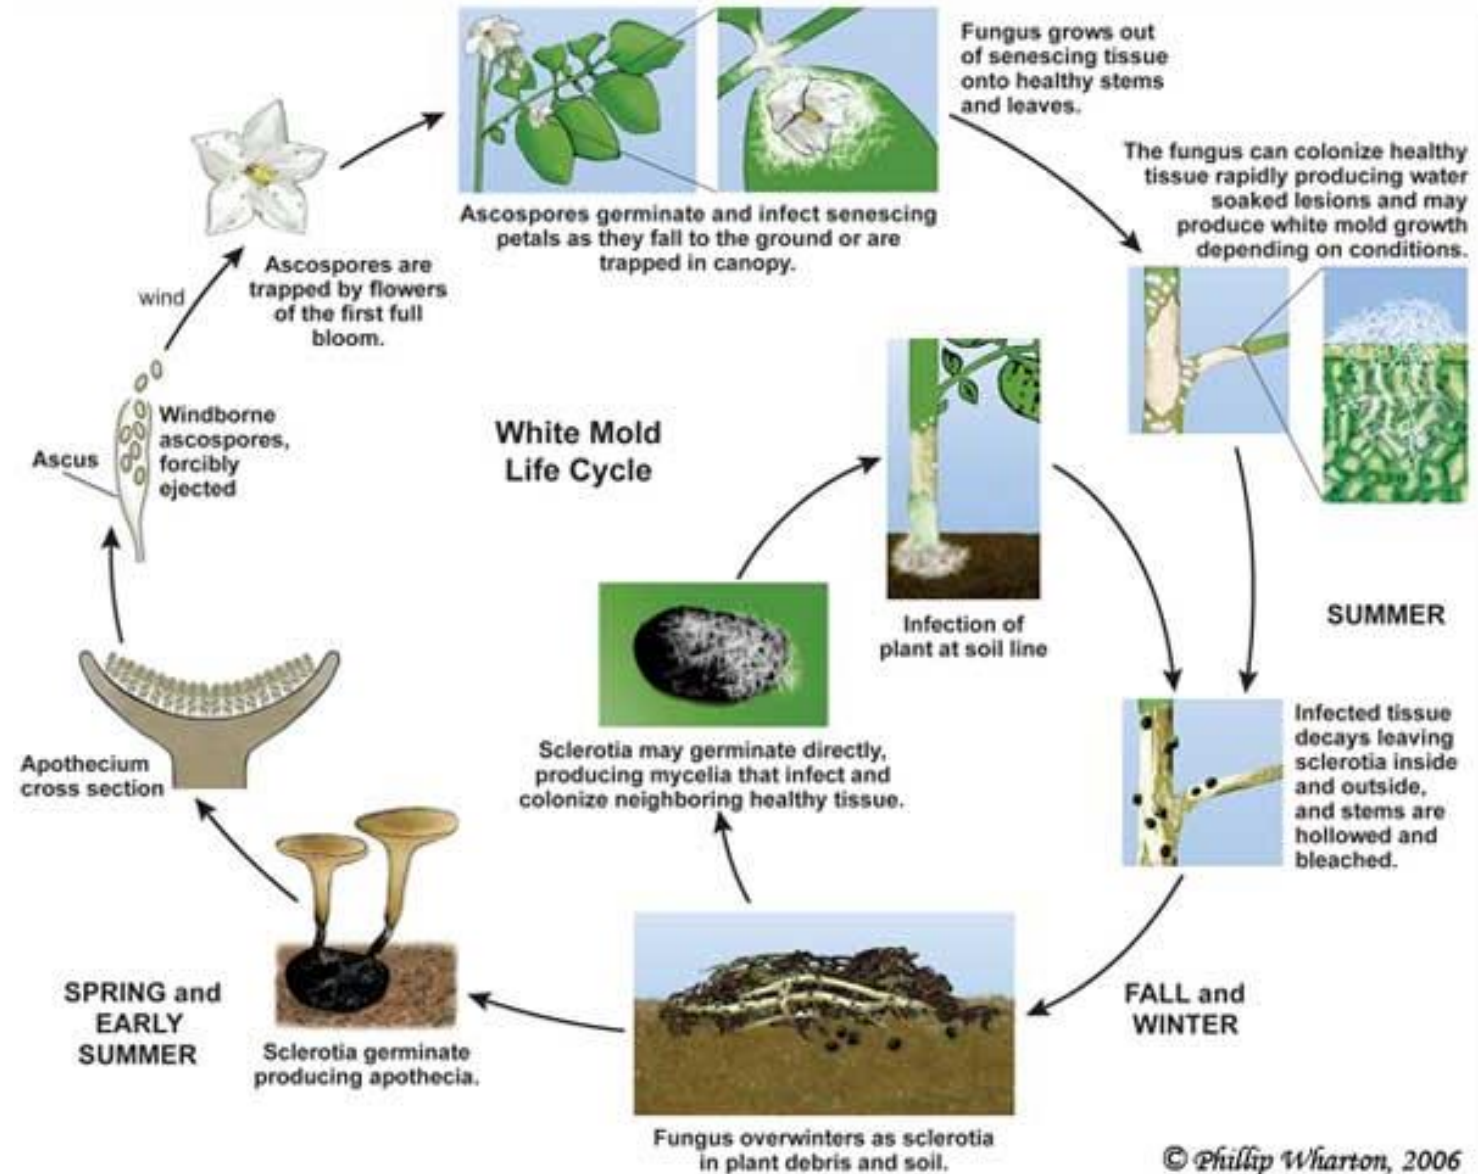 Fungus grows out
of senescing tissue
onto healthy stems
and leaves.
The fungus can colonize healthy
tissue rapidly producing water
soaked lesions and may
produce white mold growth
depending on conditions.
Ascospores germinate and infect senescing
petals as they fall to the ground or are
trapped in canopy.
Ascospores are
trapped by flowers
of the first full
bloom.
wind
Windborne
ascospores,
forcibly
ejected
Ascus
White Mold
Life Cycle
Infection of
plant at soil line
SUMMER
Sclerotia may germinate directly,
producing mycelia that infect and
colonize neighboring healthy tissue.
Infected tissue
decays leaving
sclerotia inside
and outside,
and stems are
hollowed and
bleached.
Apothecium
cross section
SPRING and
EARLY
SUMMER
Sclerotia germinate
producing apothecia.
FALL and
WINTER
Fungus overwinters as sclerotia
in plant debris and soil.
© Phillip Wharton, 2006